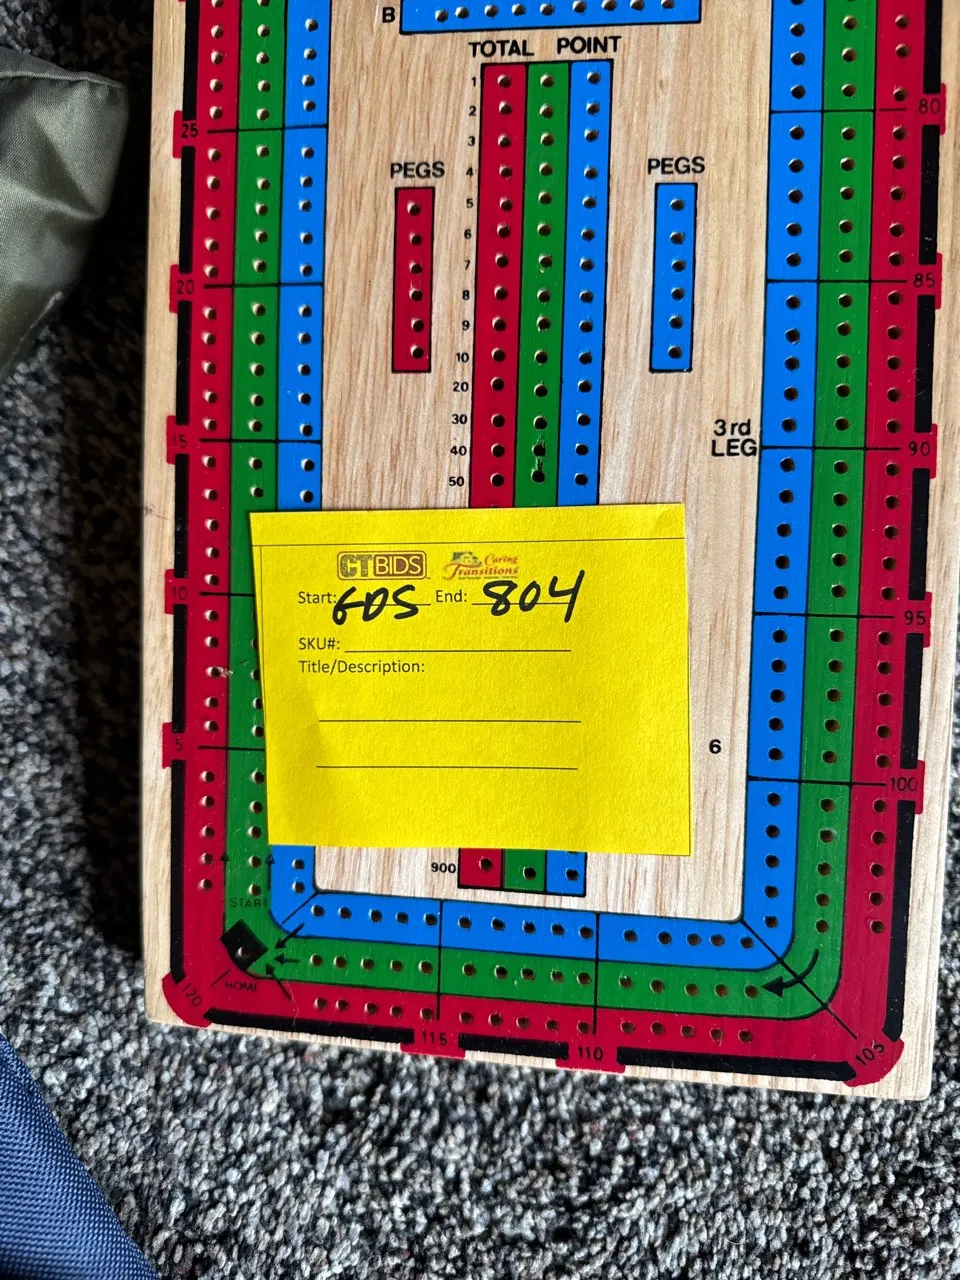 B
TOTAL POINT
1
2
3
4
5
6
7
8
9
10
20
30
40
50
900
PEGS
PEGS
25
20
15
10
5
START
HOME
120
115
110
105
100
95
90
85
80
3rd
LEG
6
CTBIDS
Caring
Transitions
Start: GDS End: 804
SKU#:
Title/Description: